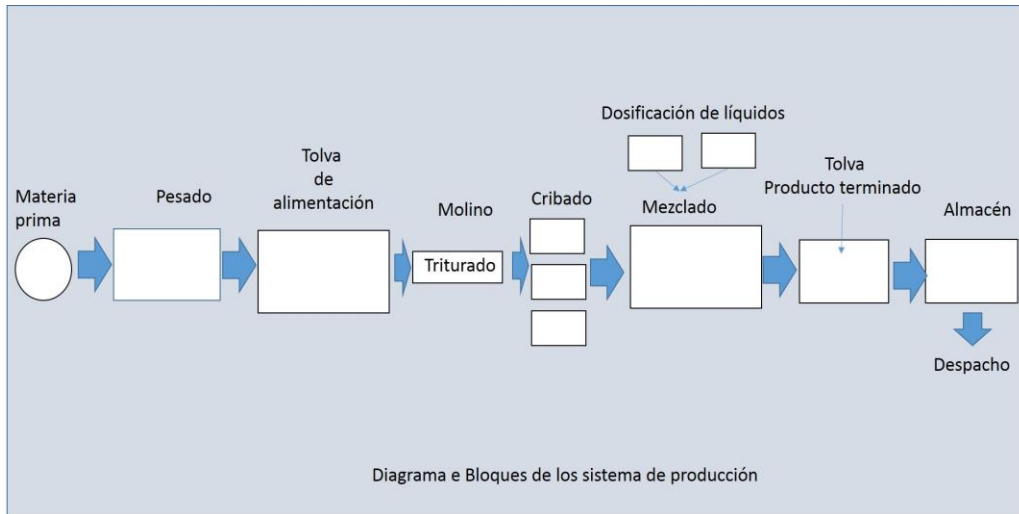 Materia
prima
Pesado
Tolva
de
alimentación
Molino
Triturado
Cribado
Dosificación de líquidos
Mezclado
Tolva
Producto terminado
Almacén
Despacho
Diagrama e Bloques de los sistema de producción